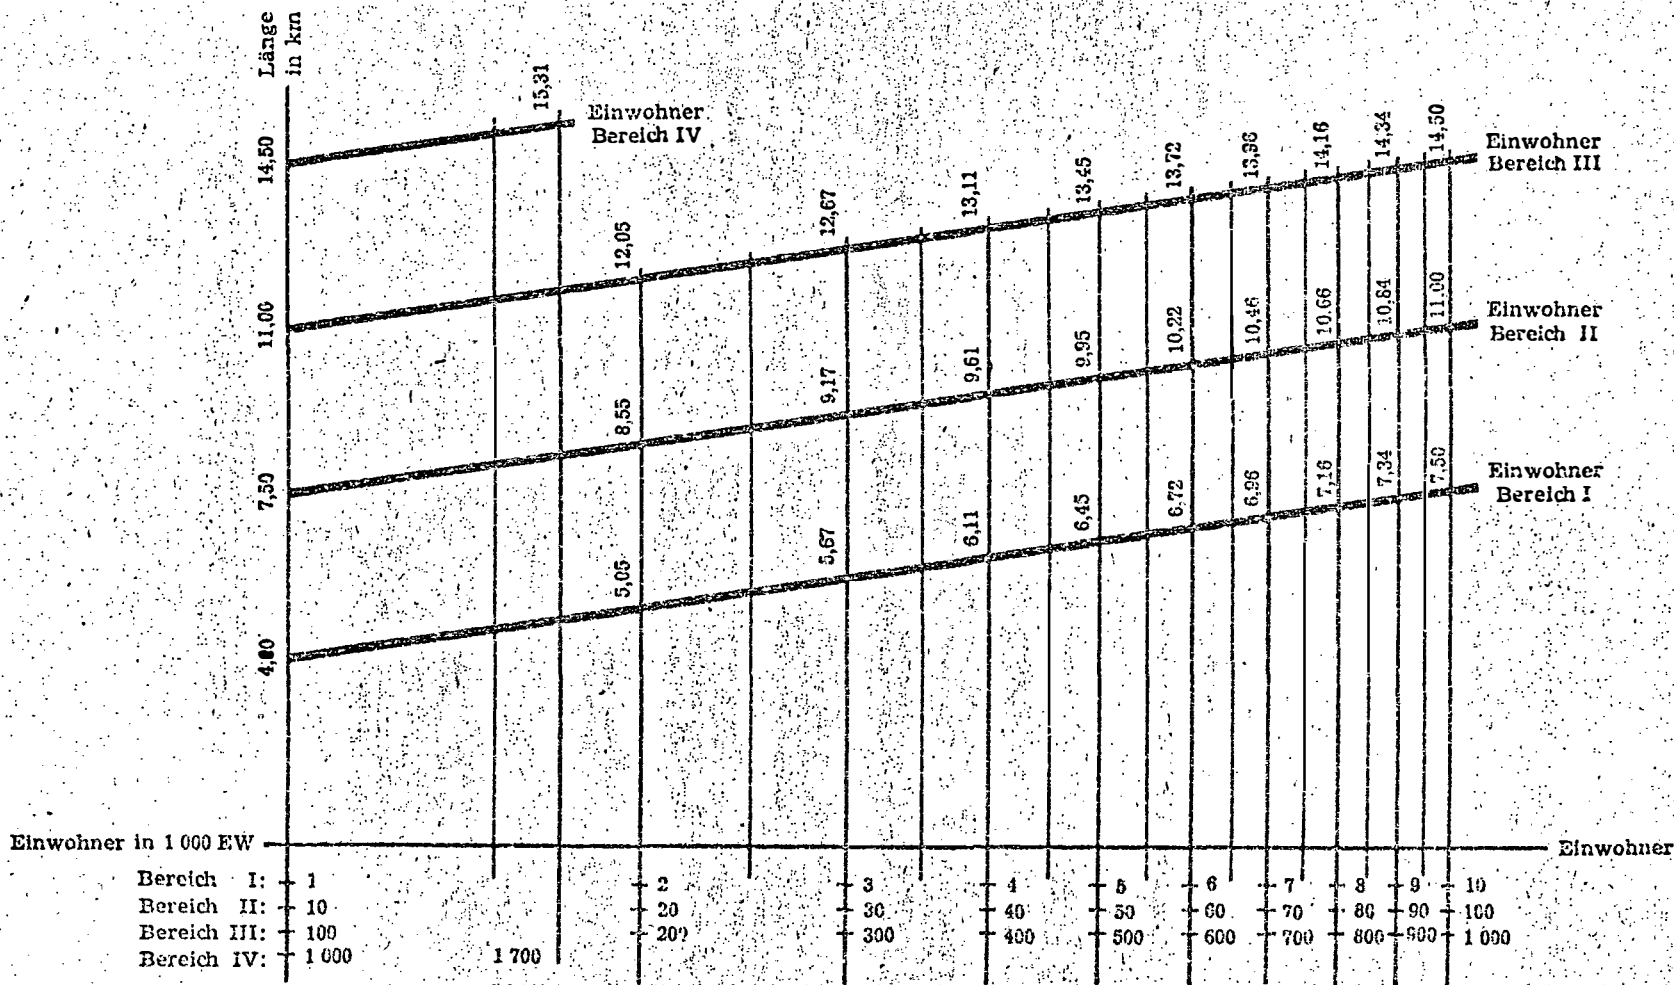 Länge
in km
15,31
Einwohner
Bereich IV
14,50
12,05
12,67
13,11
13,45
13,72
13,96
14,16
14,34
14,50
Einwohner
Bereich III
11,00
8,55
9,17
9,61
9,95
10,22
10,46
10,66
10,84
11,00
Einwohner
Bereich II
7,50
5,05
5,67
6,11
6,45
6,72
6,96
7,16
7,34
7,50
Einwohner
Bereich I
4,00
Einwohner in 1 000 EW
Einwohner
Bereich I: 1 2 3 4 5 6 7 8 9 10
Bereich II: 10 20 30 40 50 60 70 80 90 100
Bereich III: 100 200 300 400 500 600 700 800 900 1 000
Bereich IV: 1 000 1 700